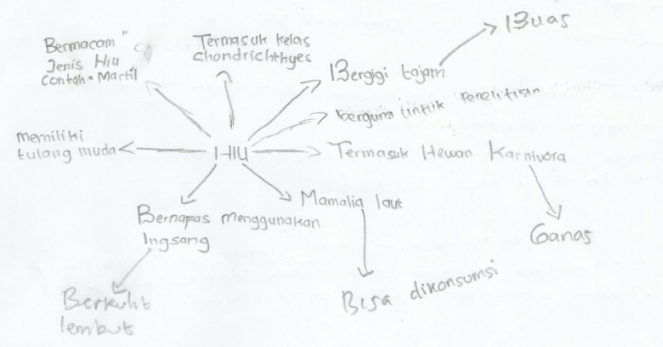 Bermacam"
Jenis Hiu
Contoh • Martil
Termasuk kelas
Chondrichthyes
Bergigi tajam
Buas
berguna untuk Penelitian
memiliki
tulang muda
HIU
Termasuk Hewan Karnivora
Ganas
Mamalia laut
Bisa dikonsumsi
Bernapas menggunakan
Ingsang
Berkulit
lembut